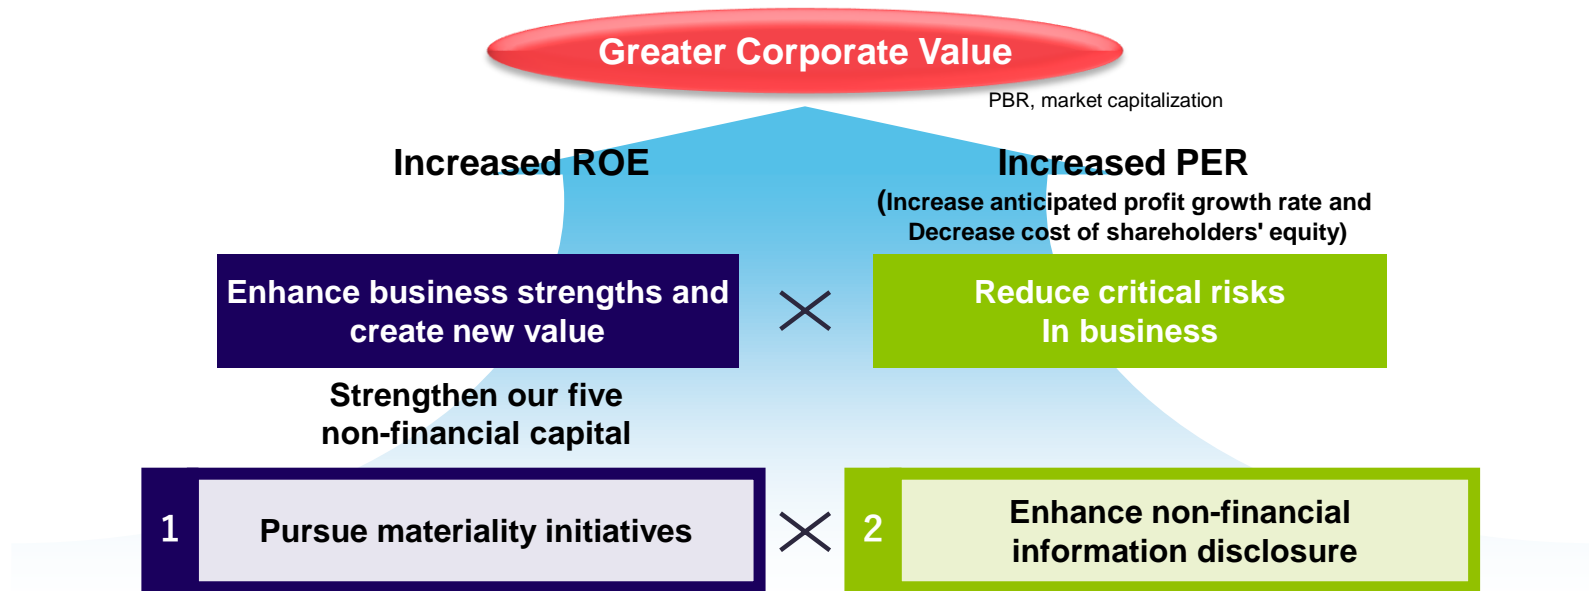 Greater Corporate Value
PBR, market capitalization
Increased ROE
Increased PER
(Increase anticipated profit growth rate and
Decrease cost of shareholders' equity)
Enhance business strengths and
create new value
Reduce critical risks
In business
Strengthen our five
non-financial capital
1
Pursue materiality initiatives
2
Enhance non-financial
information disclosure